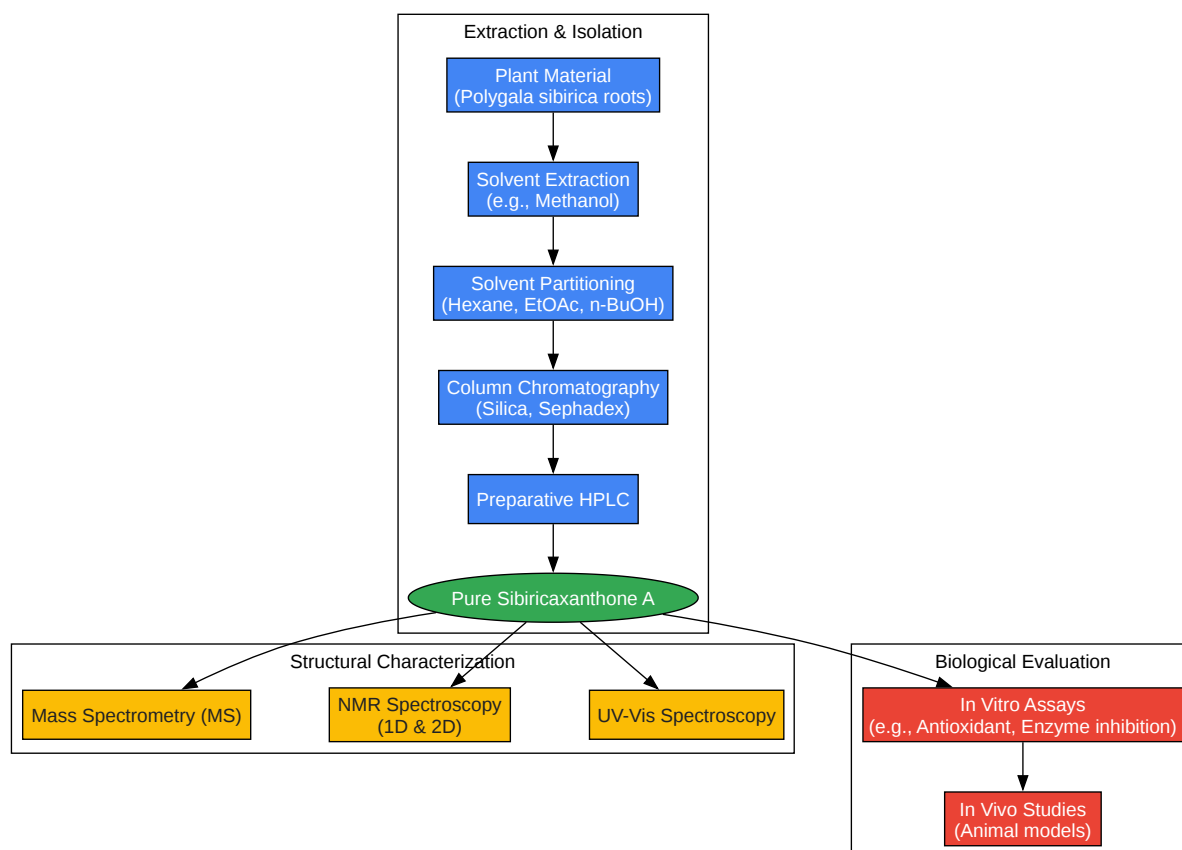 Extraction & Isolation
Plant Material
(Polygala sibirica roots)
Solvent Extraction
(e.g., Methanol)
Solvent Partitioning
(Hexane, EtOAc, n-BuOH)
Column Chromatography
(Silica, Sephadex)
Preparative HPLC
Pure Sibiricaxanthone A
Structural Characterization
Mass Spectrometry (MS)
NMR Spectroscopy
(1D & 2D)
UV-Vis Spectroscopy
Biological Evaluation
In Vitro Assays
(e.g., Antioxidant, Enzyme inhibition)
In Vivo Studies
(Animal models)